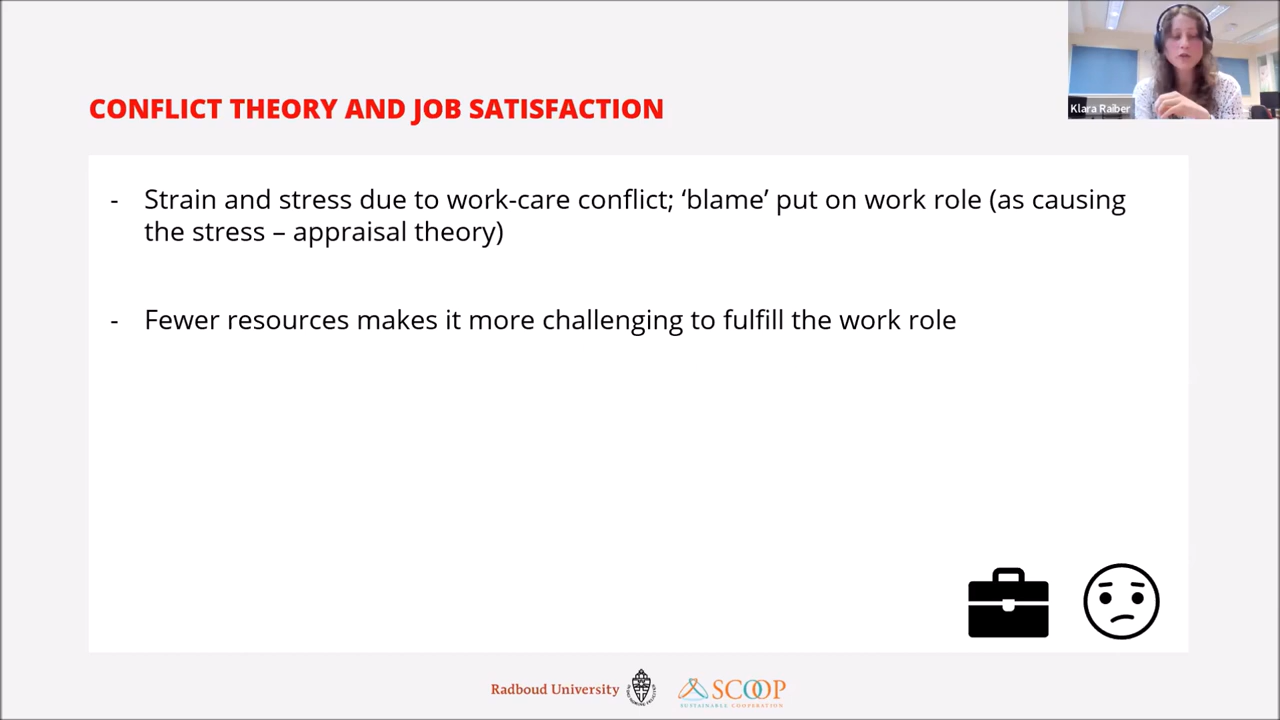 Klara Raiber
CONFLICT THEORY AND JOB SATISFACTION
- Strain and stress due to work-care conflict; ‘blame’ put on work role (as causing
the stress – appraisal theory)
- Fewer resources makes it more challenging to fulfill the work role
Radboud University
SCOOP
SUSTAINABLE COOPERATION